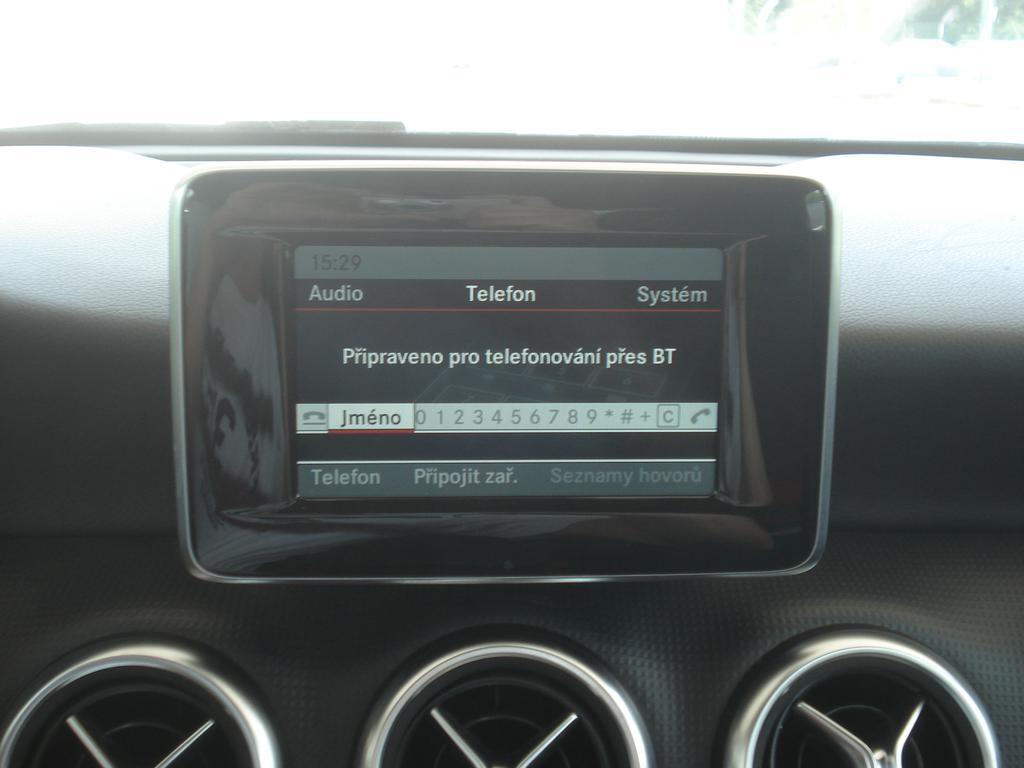 15:29
Audio Telefon Systém
Připraveno pro telefonování přes BT
Jméno 0 1 2 3 4 5 6 7 8 9 * # + C
Telefon Připojit zař. Seznamy hovorů